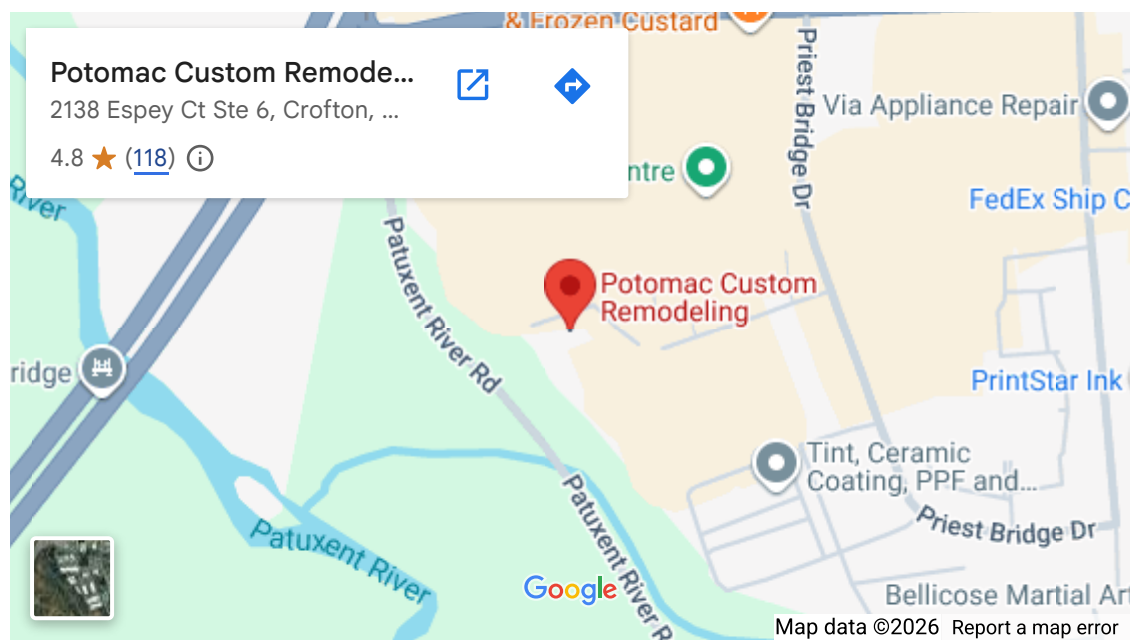 & Frozen Custard
Potomac Custom Remode...
2138 Espey Ct Ste 6, Crofton, ...
4.8 (118)
Priest Bridge Dr
Via Appliance Repair
ntre
River
FedEx Ship C
Patuxent River Rd
Potomac Custom
Remodeling
ridge
PrintStar Ink
Tint, Ceramic
Coating, PPF and...
Patuxent River
Patuxent River R
Priest Bridge Dr
Google
Bellicose Martial Art
Map data ©2026 Report a map error